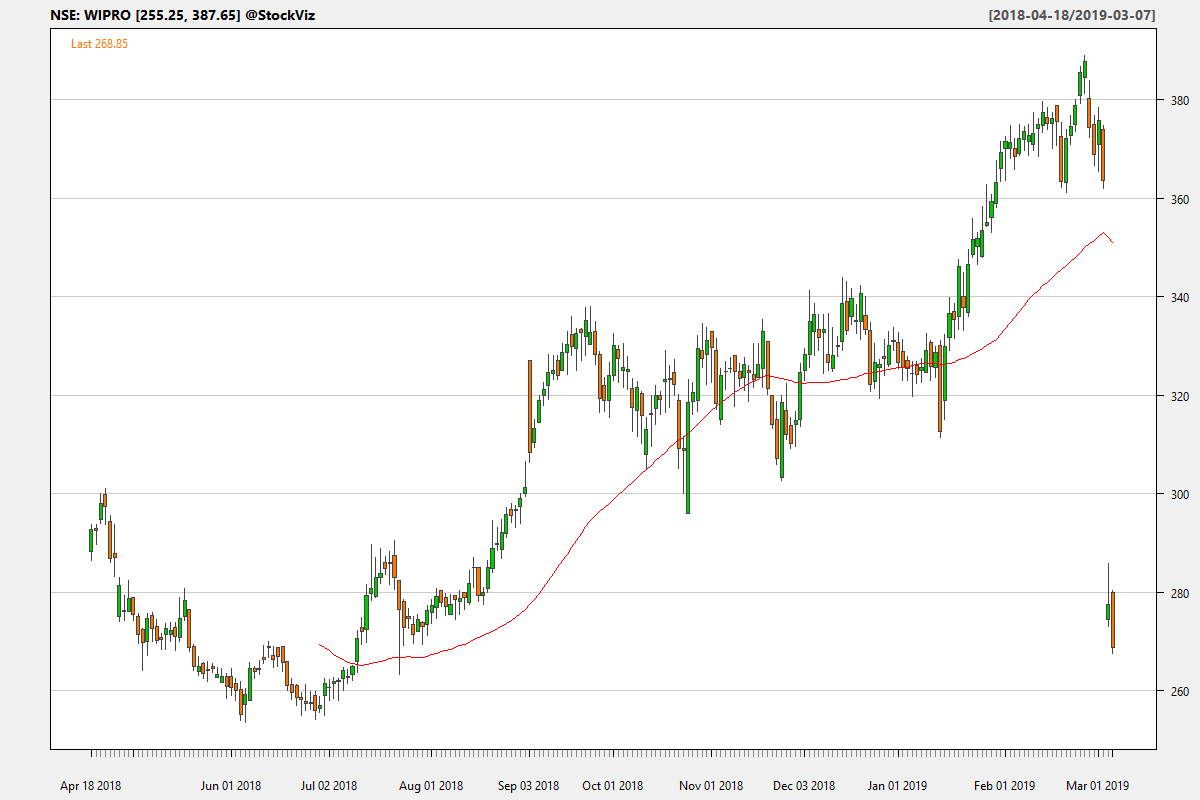 NSE: WIPRO [255.25, 387.65] @StockViz
[2018-04-18/2019-03-07]
Last 268.85
380
360
340
320
300
280
260
Apr 18 2018
Jun 01 2018
Jul 02 2018
Aug 01 2018
Sep 03 2018
Oct 01 2018
Nov 01 2018
Dec 03 2018
Jan 01 2019
Feb 01 2019
Mar 01 2019